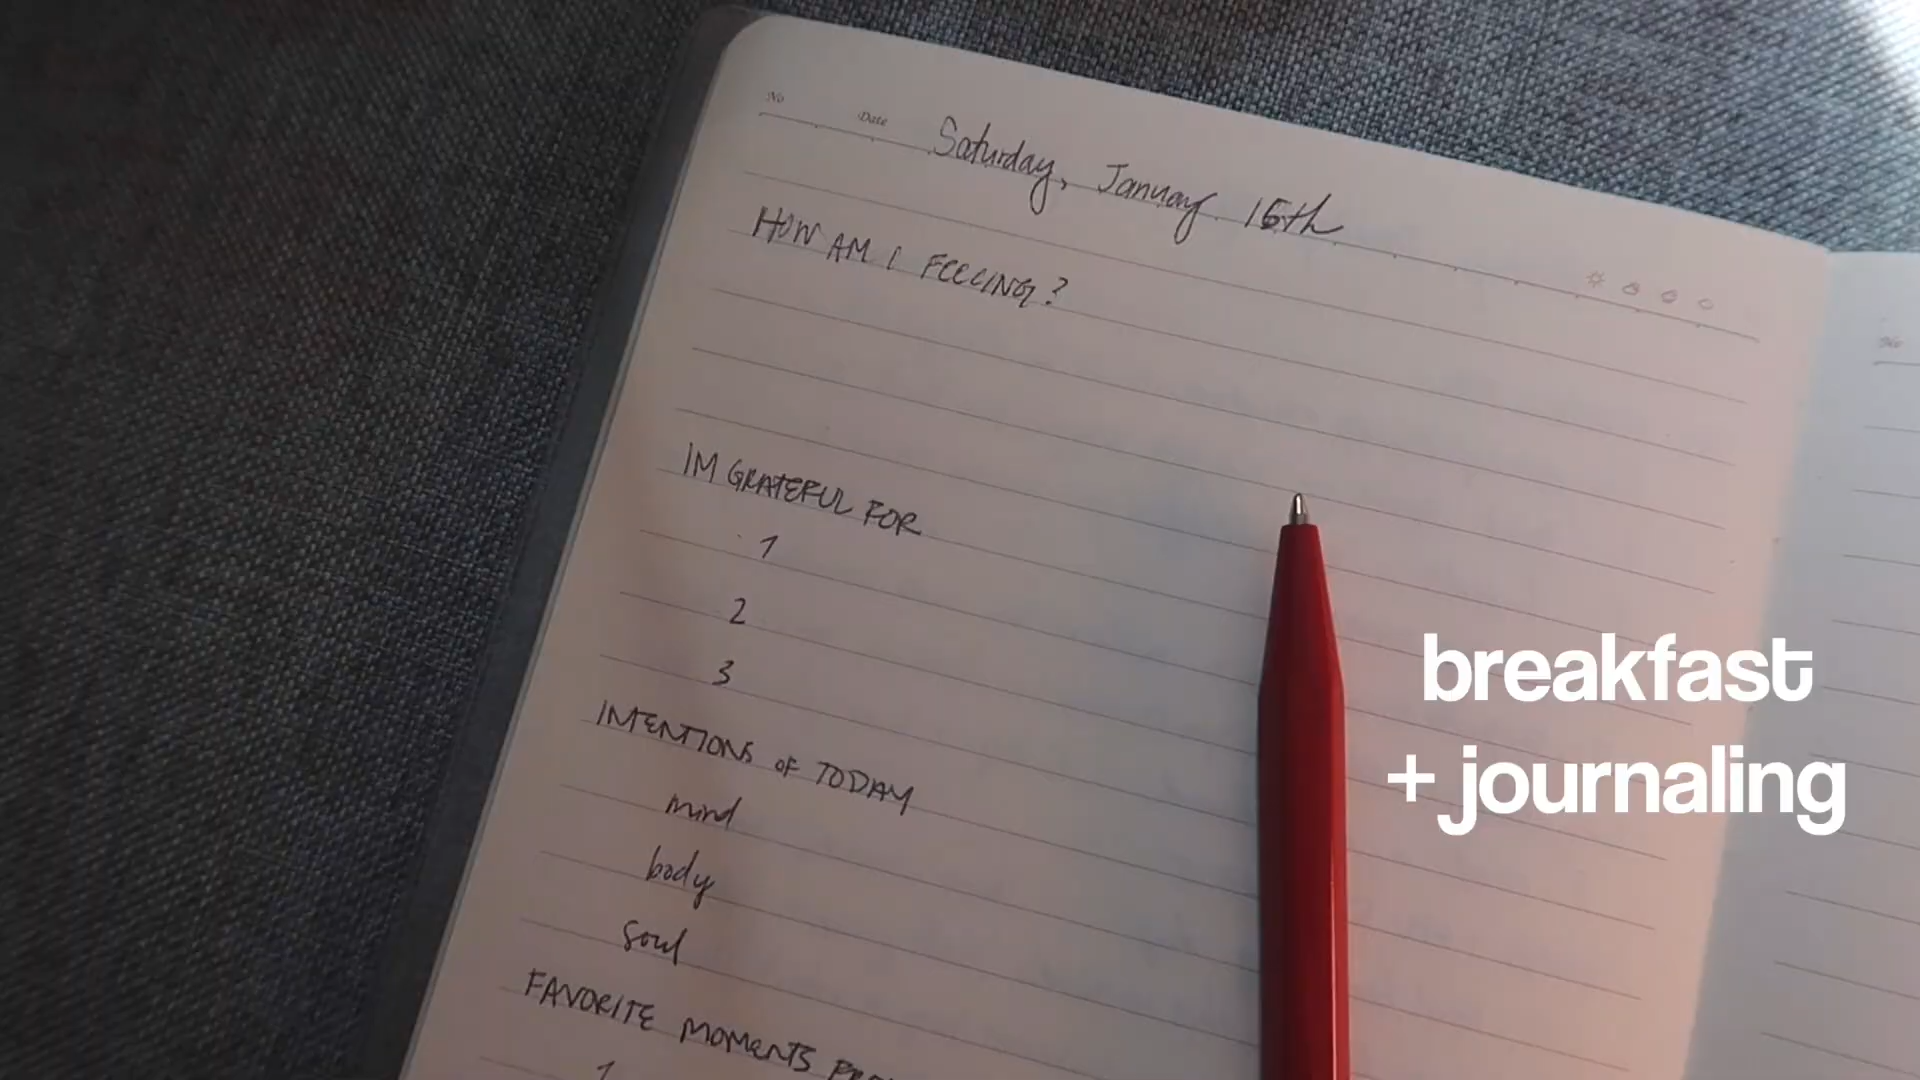 No
Date
Saturday, January 16th
HOW AM I FEELING?
IM GRATEFUL FOR
1
2
3
INTENTIONS OF TODAY
mind
body
soul
FAVORITE MOMENTS
1
breakfast
+ journaling